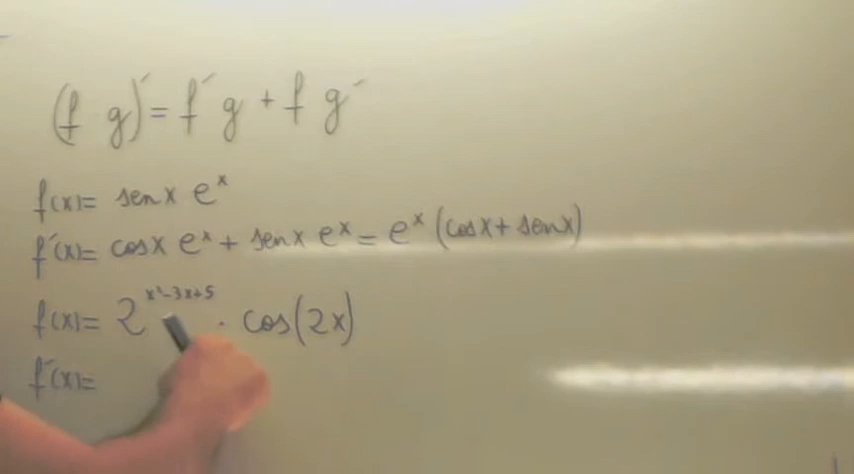 (f g)´= f´g + f g´
f(x)= sen x e^x
f´(x)= cos x e^x + sen x e^x = e^x (cos x + sen x)
f(x)= 2^{x²-3x+5} · cos(2x)
f´(x)=